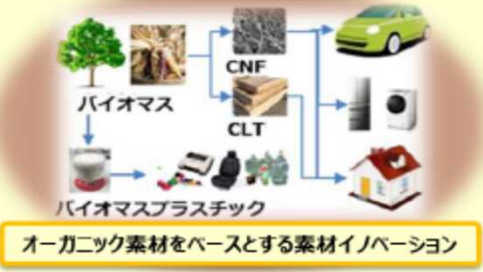 CNF
バイオマス
CLT
バイオマスプラスチック
オーガニック素材をベースとする素材イノベーション